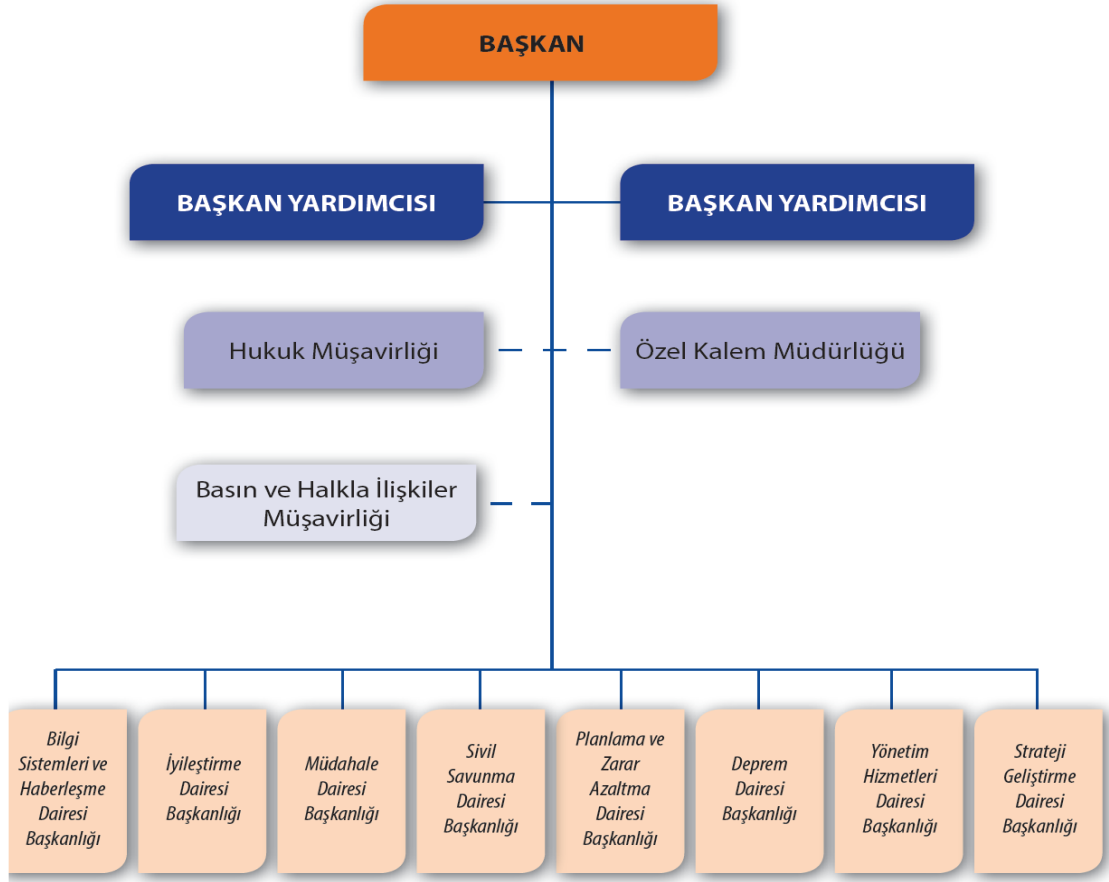 BAŞKAN
BAŞKAN YARDIMCISI
BAŞKAN YARDIMCISI
Hukuk Müşavirliği
Özel Kalem Müdürlüğü
Basın ve Halkla İlişkiler
Müşavirliği
Bilgi
Sistemleri ve
Haberleşme
Dairesi
Başkanlığı
İyileştirme
Dairesi
Başkanlığı
Müdahale
Dairesi
Başkanlığı
Sivil
Savunma
Dairesi
Başkanlığı
Planlama ve
Zarar
Azaltma
Dairesi
Başkanlığı
Deprem
Dairesi
Başkanlığı
Yönetim
Hizmetleri
Dairesi
Başkanlığı
Strateji
Geliştirme
Dairesi
Başkanlığı